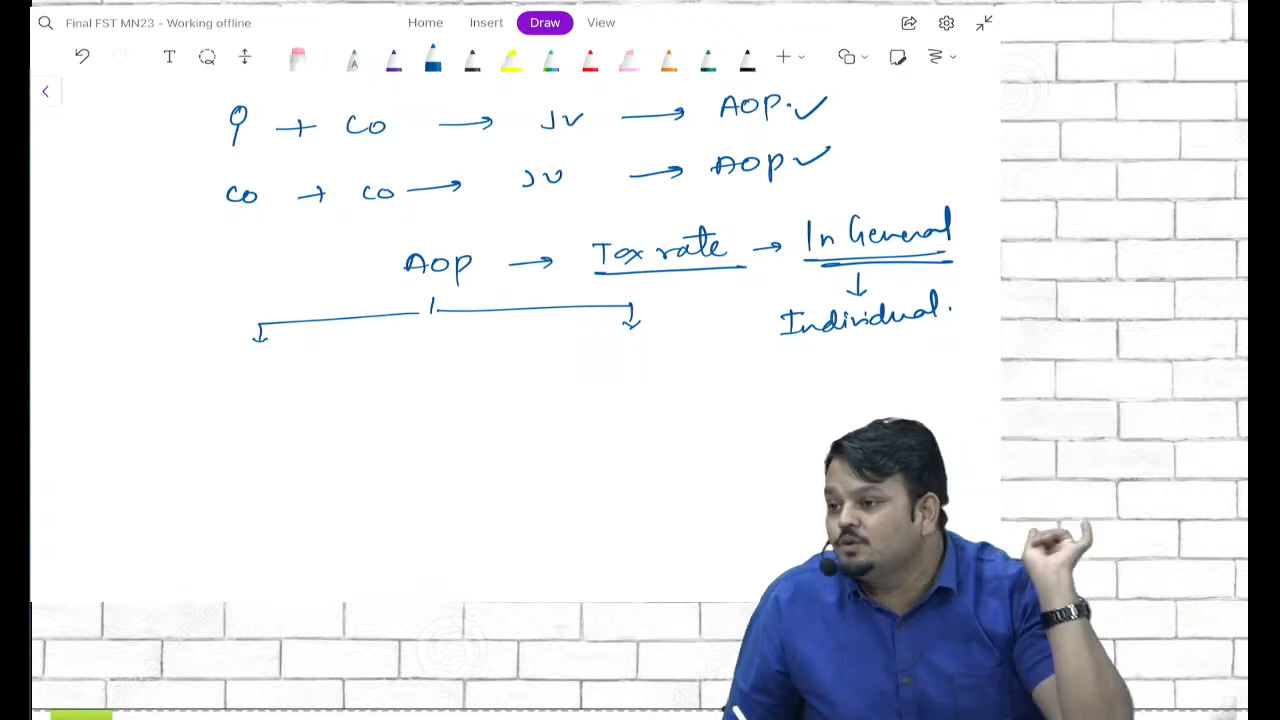 Final FST MN23 - Working offline
Home Insert Draw View
T
A
+ CO → JV → AOP. ✓
CO + CO → JV → AOP ✓
AOP → Tax rate → In General
↓
Individual.